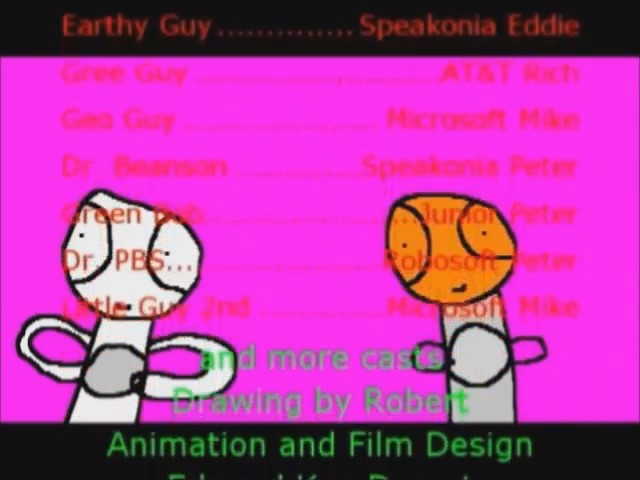 Earthy Guy..............Speakonia Eddie
Gree Guy ............................AT&T Rich
Geo Guy ....................... Microsoft Mike
Dr. Beanson ...............Speakonia Peter
Green Bob........................Junior Peter
Dr. PBS... Robosoft Peter
Little Guy 2nd .............. Microsoft Mike
and more casts
Drawing by Robert
Animation and Film Design